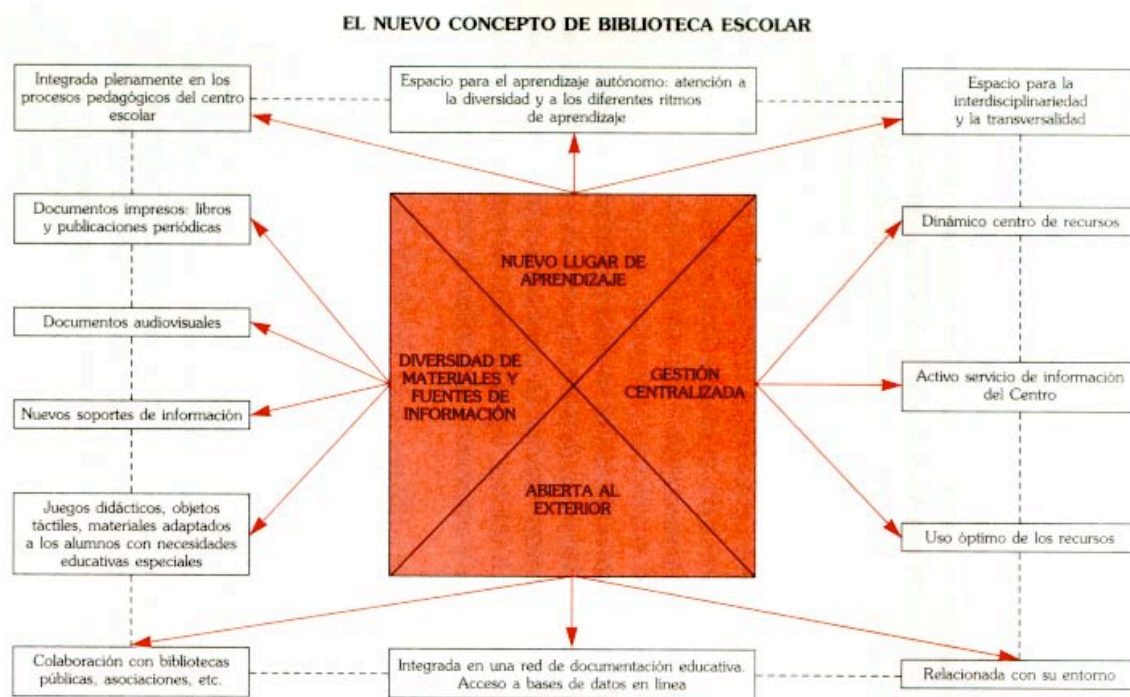 EL NUEVO CONCEPTO DE BIBLIOTECA ESCOLAR
Integrada plenamente en los
procesos pedagógicos del centro
escolar
Espacio para el aprendizaje autónomo: atención a
la diversidad y a los diferentes ritmos
de aprendizaje
Espacio para la
interdisciplinariedad
y la transversalidad
Documentos impresos: libros
y publicaciones periódicas
Documentos audiovisuales
Nuevos soportes de información
Juegos didácticos, objetos
táctiles, materiales adaptados
a los alumnos con necesidades
educativas especiales
NUEVO LUGAR DE
APRENDIZAJE
DIVERSIDAD DE
MATERIALES Y
FUENTES DE
INFORMACIÓN
GESTIÓN
CENTRALIZADA
ABIERTA AL
EXTERIOR
Dinámico centro de recursos
Activo servicio de información
del Centro
Uso óptimo de los recursos
Colaboración con bibliotecas
públicas, asociaciones, etc.
Integrada en una red de documentación educativa.
Acceso a bases de datos en línea
Relacionada con su entorno